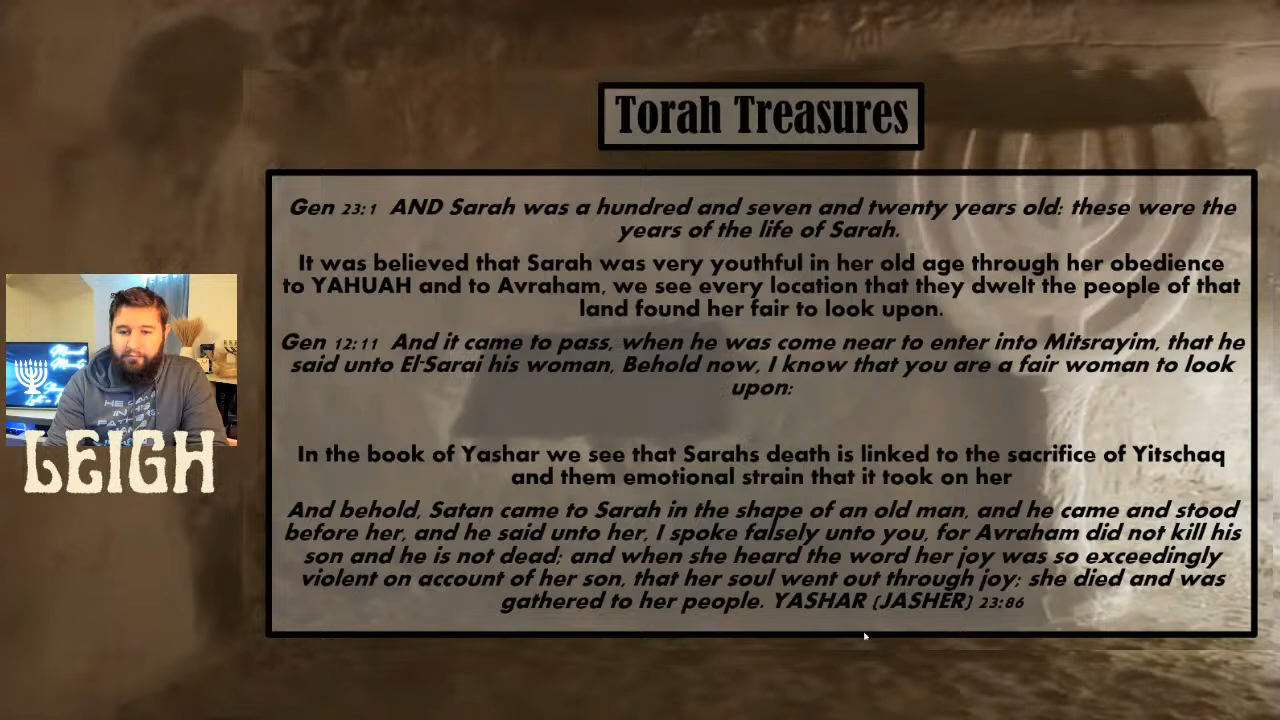 Torah Treasures
Gen 23:1 AND Sarah was a hundred and seven and twenty years old: these were the
years of the life of Sarah.
It was believed that Sarah was very youthful in her old age through her obedience
to YAHUAH and to Avraham, we see every location that they dwelt the people of that
land found her fair to look upon.
Gen 12:11 And it came to pass, when he was come near to enter into Mitsrayim, that he
said unto El-Sarai his woman, Behold now, I know that you are a fair woman to look
upon:
In the book of Yashar we see that Sarahs death is linked to the sacrifice of Yitschaq
and them emotional strain that it took on her
And behold, Satan came to Sarah in the shape of an old man, and he came and stood
before her, and he said unto her, I spoke falsely unto you, for Avraham did not kill his
son and he is not dead; and when she heard the word her joy was so exceedingly
violent on account of her son, that her soul went out through joy; she died and was
gathered to her people. YASHAR (JASHER) 23:86
HE
IN HIS
FATHERS
LEIGH